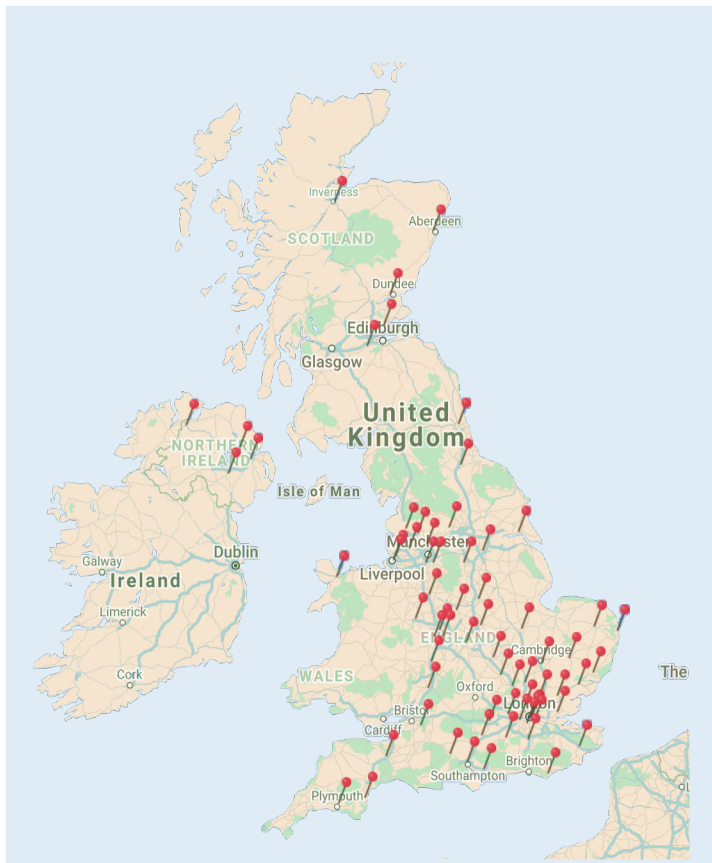 Inverness
Aberdeen
SCOTLAND
Dundee
Edinburgh
Glasgow
United
Kingdom
NORTHERN
IRELAND
Isle of Man
Manchester
Dublin
Galway
Liverpool
Ireland
Limerick
ENGLAND
Cambridge
Cork
WALES
The
Oxford
London
Bristol
Cardiff
Brighton
Southampton
Plymouth
L